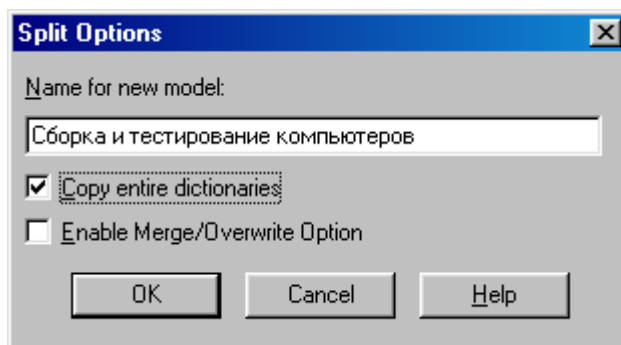 Split Options
Name for new model:
Сборка и тестирование компьютеров
Copy entire dictionaries
Enable Merge/Overwrite Option
OK Cancel Help